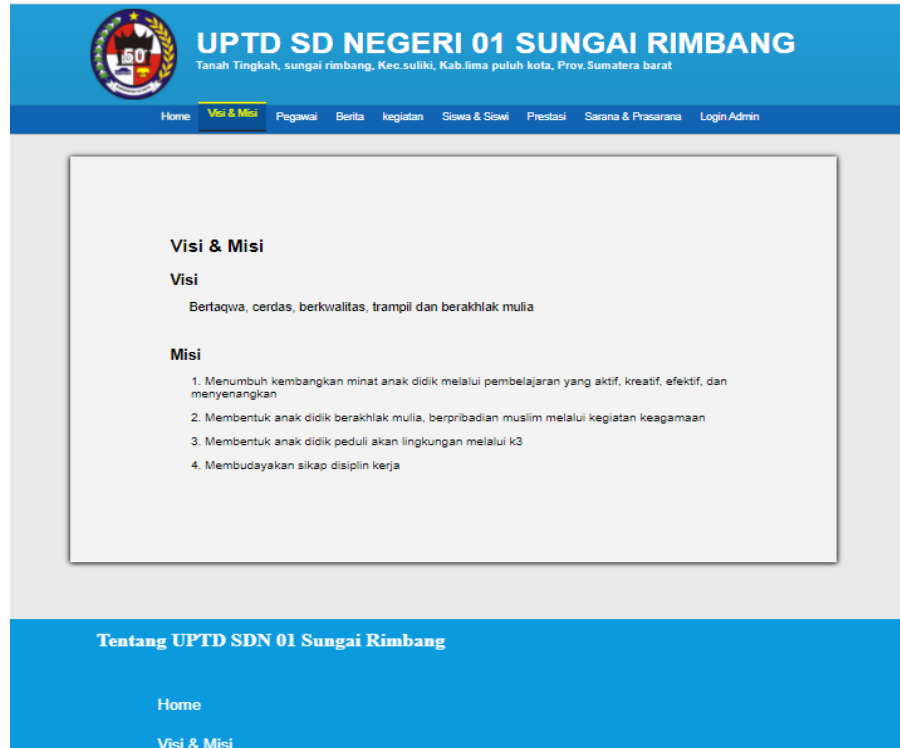 50
UPTD SD NEGERI 01 SUNGAI RIMBANG
Tanah Tingkah, sungai rimbang, Kec.suliki, Kab.lima puluh kota, Prov.Sumatera barat
Home Visi & Misi Pegawai Berita kegiatan Siswa & Siswi Prestasi Sarana & Prasarana Login Admin
Visi & Misi
Visi
Bertaqwa, cerdas, berkwalitas, trampil dan berakhlak mulia
Misi
1. Menumbuh kembangkan minat anak didik melalui pembelajaran yang aktif, kreatif, efektif, dan
menyenangkan
2. Membentuk anak didik berakhlak mulia, berpribadian muslim melalui kegiatan keagamaan
3. Membentuk anak didik peduli akan lingkungan melalui k3
4. Membudayakan sikap disiplin kerja
Tentang UPTD SDN 01 Sungai Rimbang
Home
Visi & Misi